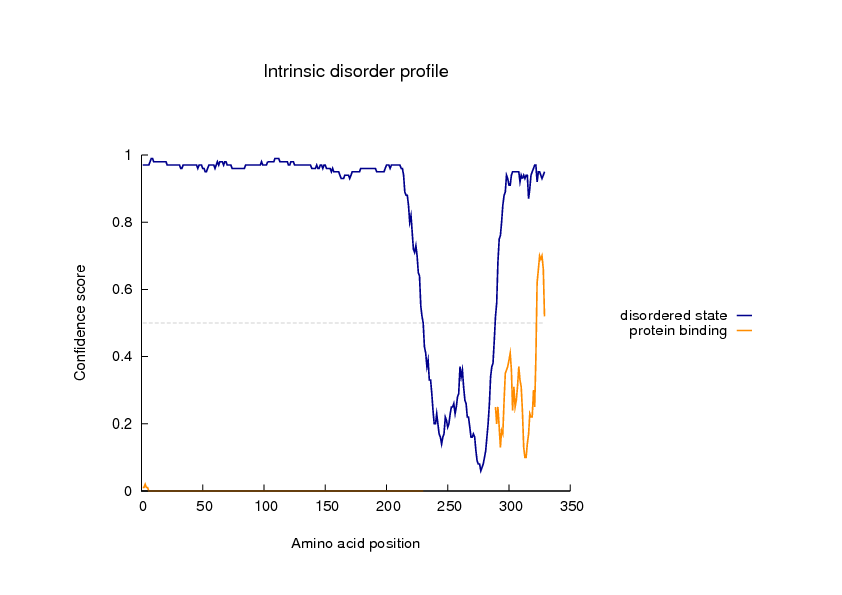 Intrinsic disorder profile
1
0.8
0.6
0.4
0.2
0
0 50 100 150 200 250 300 350
Confidence score
Amino acid position
disordered state
protein binding